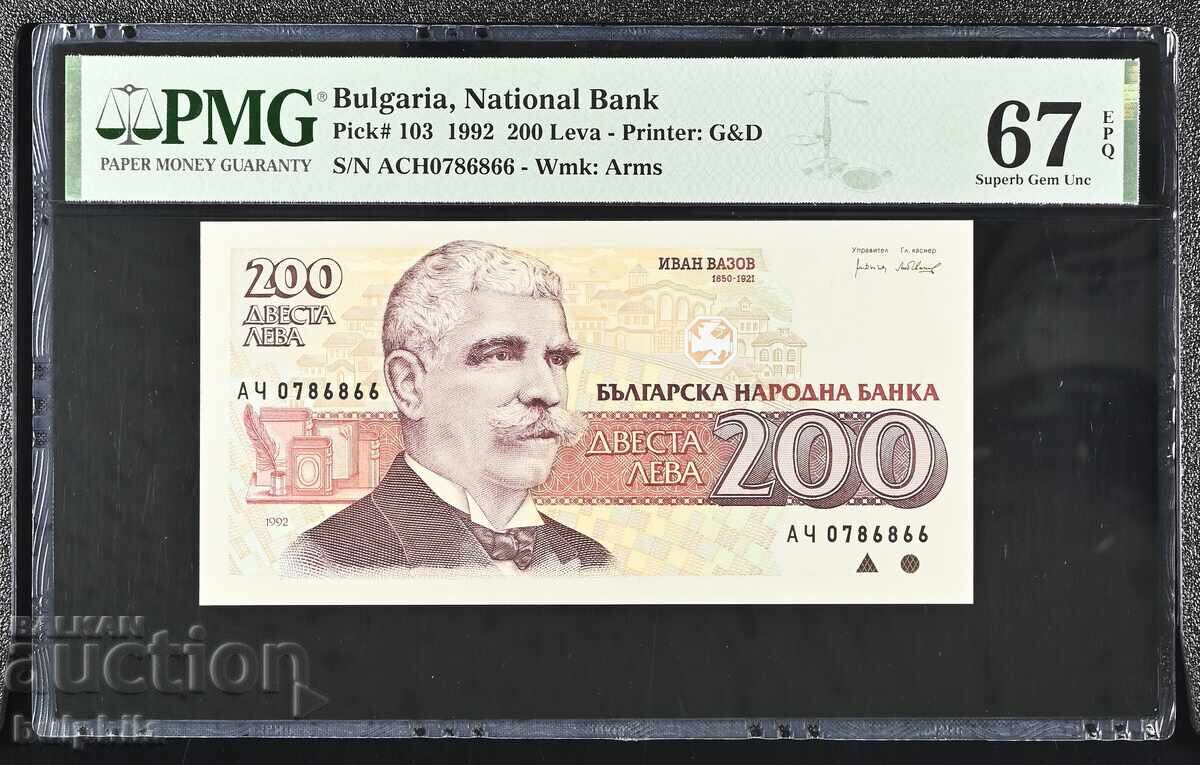 PMG®
PAPER MONEY GUARANTY
Bulgaria, National Bank
Pick# 103 1992 200 Leva - Printer: G&D
S/N ACH0786866 - Wmk: Arms
67
EPQ
Superb Gem Unc
200
ДВЕСТА
ЛЕВА
ИВАН ВАЗОВ
1850-1921
Управител Гл. касиер
АЧ 0786866
БЪЛГАРСКА НАРОДНА БАНКА
ДВЕСТА
ЛЕВА
200
1992
АЧ 0786866
BALKAN
auction
bulphila